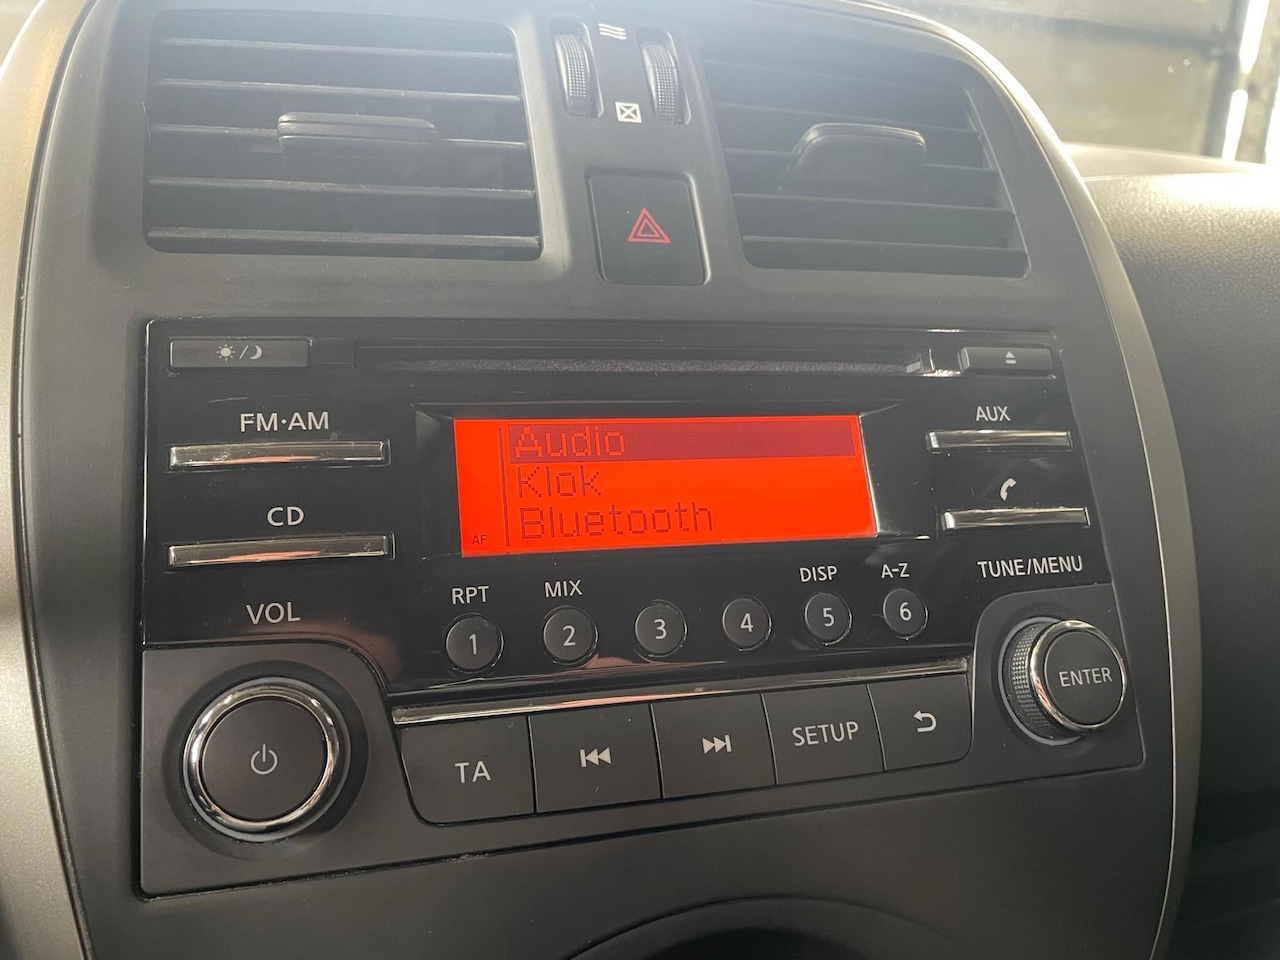 FM·AM
AUX
Audio
Klok
Bluetooth
AF
CD
VOL
RPT
MIX
DISP
A-Z
TUNE/MENU
1
2
3
4
5
6
ENTER
TA
SETUP